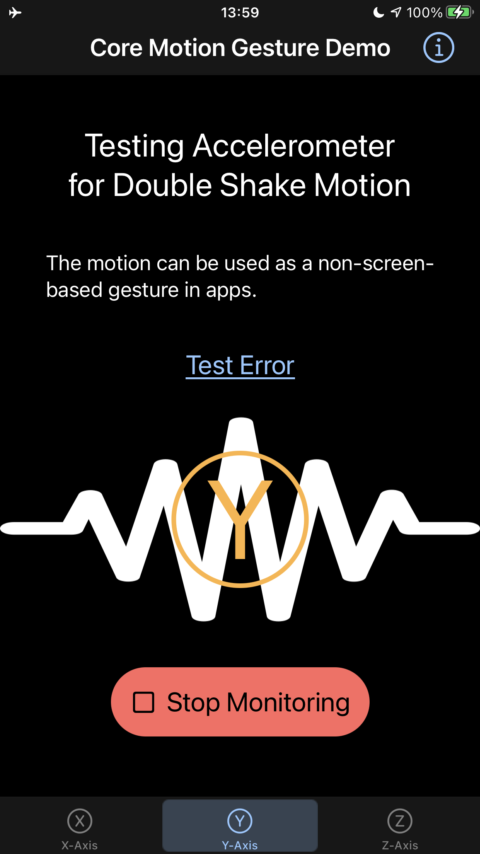 13:59
100%
Core Motion Gesture Demo
Testing Accelerometer
for Double Shake Motion
The motion can be used as a non-screen-
based gesture in apps.
Test Error
Y
Stop Monitoring
X Y Z
X-Axis Y-Axis Z-Axis